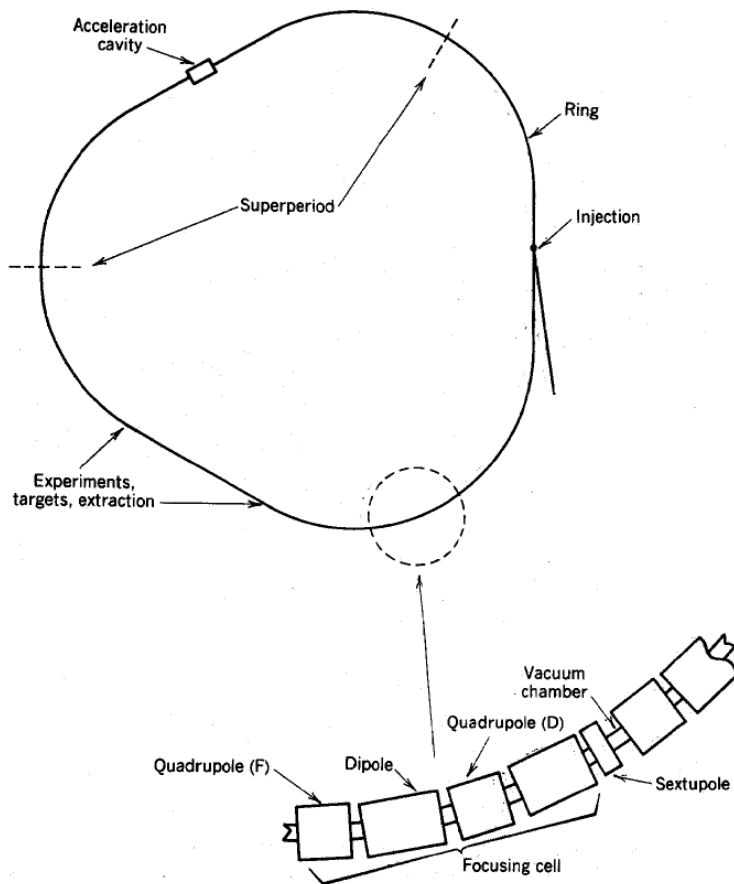 Acceleration
cavity
Ring
Superperiod
Injection
Experiments,
targets, extraction
Vacuum
chamber
Quadrupole (D)
Quadrupole (F)
Dipole
Sextupole
Focusing cell